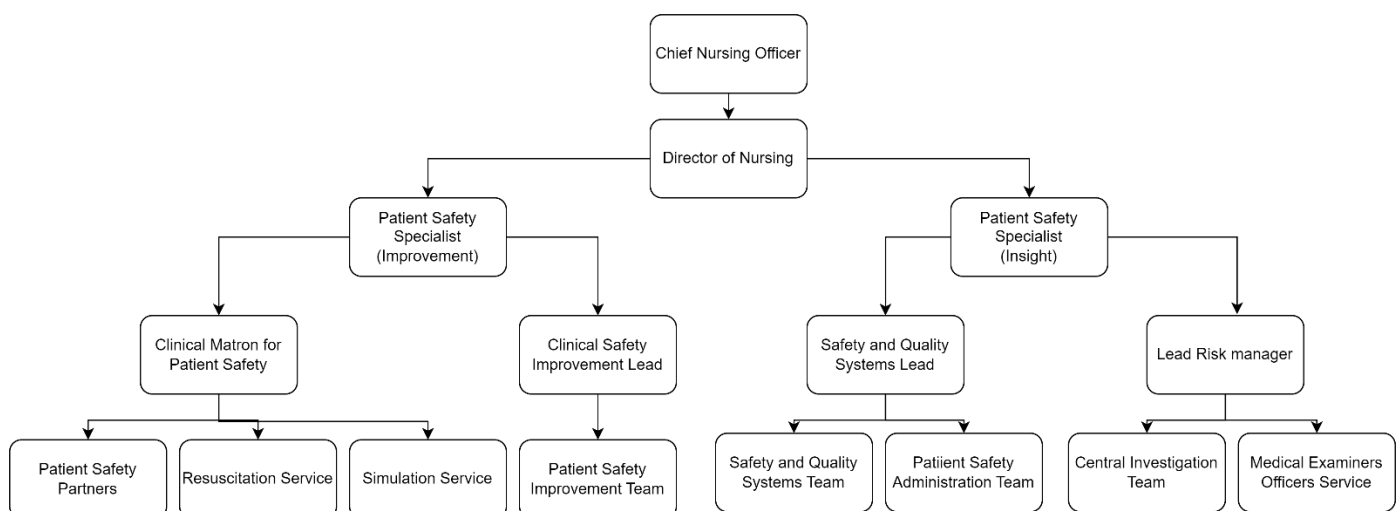 Chief Nursing Officer
Director of Nursing
Patient Safety
Specialist
(Improvement)
Patient Safety
Specialist
(Insight)
Clinical Matron for
Patient Safety
Clinical Safety
Improvement Lead
Safety and Quality
Systems Lead
Lead Risk manager
Patient Safety
Partners
Resuscitation Service
Simulation Service
Patient Safety
Improvement Team
Safety and Quality
Systems Team
Patiient Safety
Administration Team
Central Investigation
Team
Medical Examiners
Officers Service